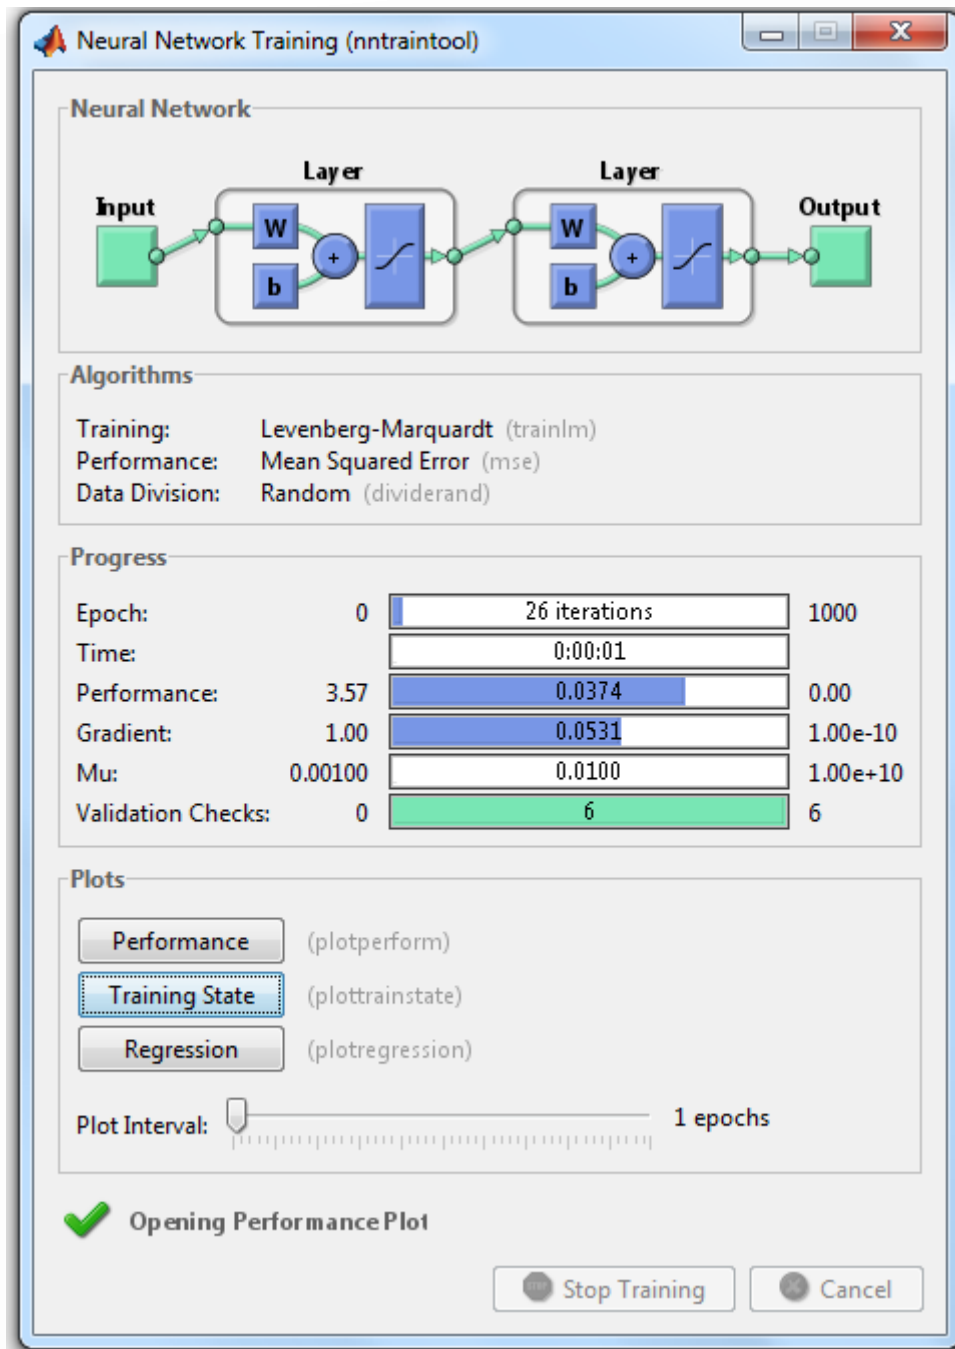 Neural Network Training (nntraintool)
Neural Network
Layer
Layer
Input
Output
W
b
+
W
b
+
Algorithms
Training: Levenberg-Marquardt (trainlm)
Performance: Mean Squared Error (mse)
Data Division: Random (dividerand)
Progress
Epoch: 0 26 iterations 1000
Time: 0:00:01
Performance: 3.57 0.0374 0.00
Gradient: 1.00 0.0531 1.00e-10
Mu: 0.00100 0.0100 1.00e+10
Validation Checks: 0 6 6
Plots
Performance (plotperform)
Training State (plottrainstate)
Regression (plotregression)
Plot Interval: 1 epochs
Opening Performance Plot
STOP Stop Training Cancel